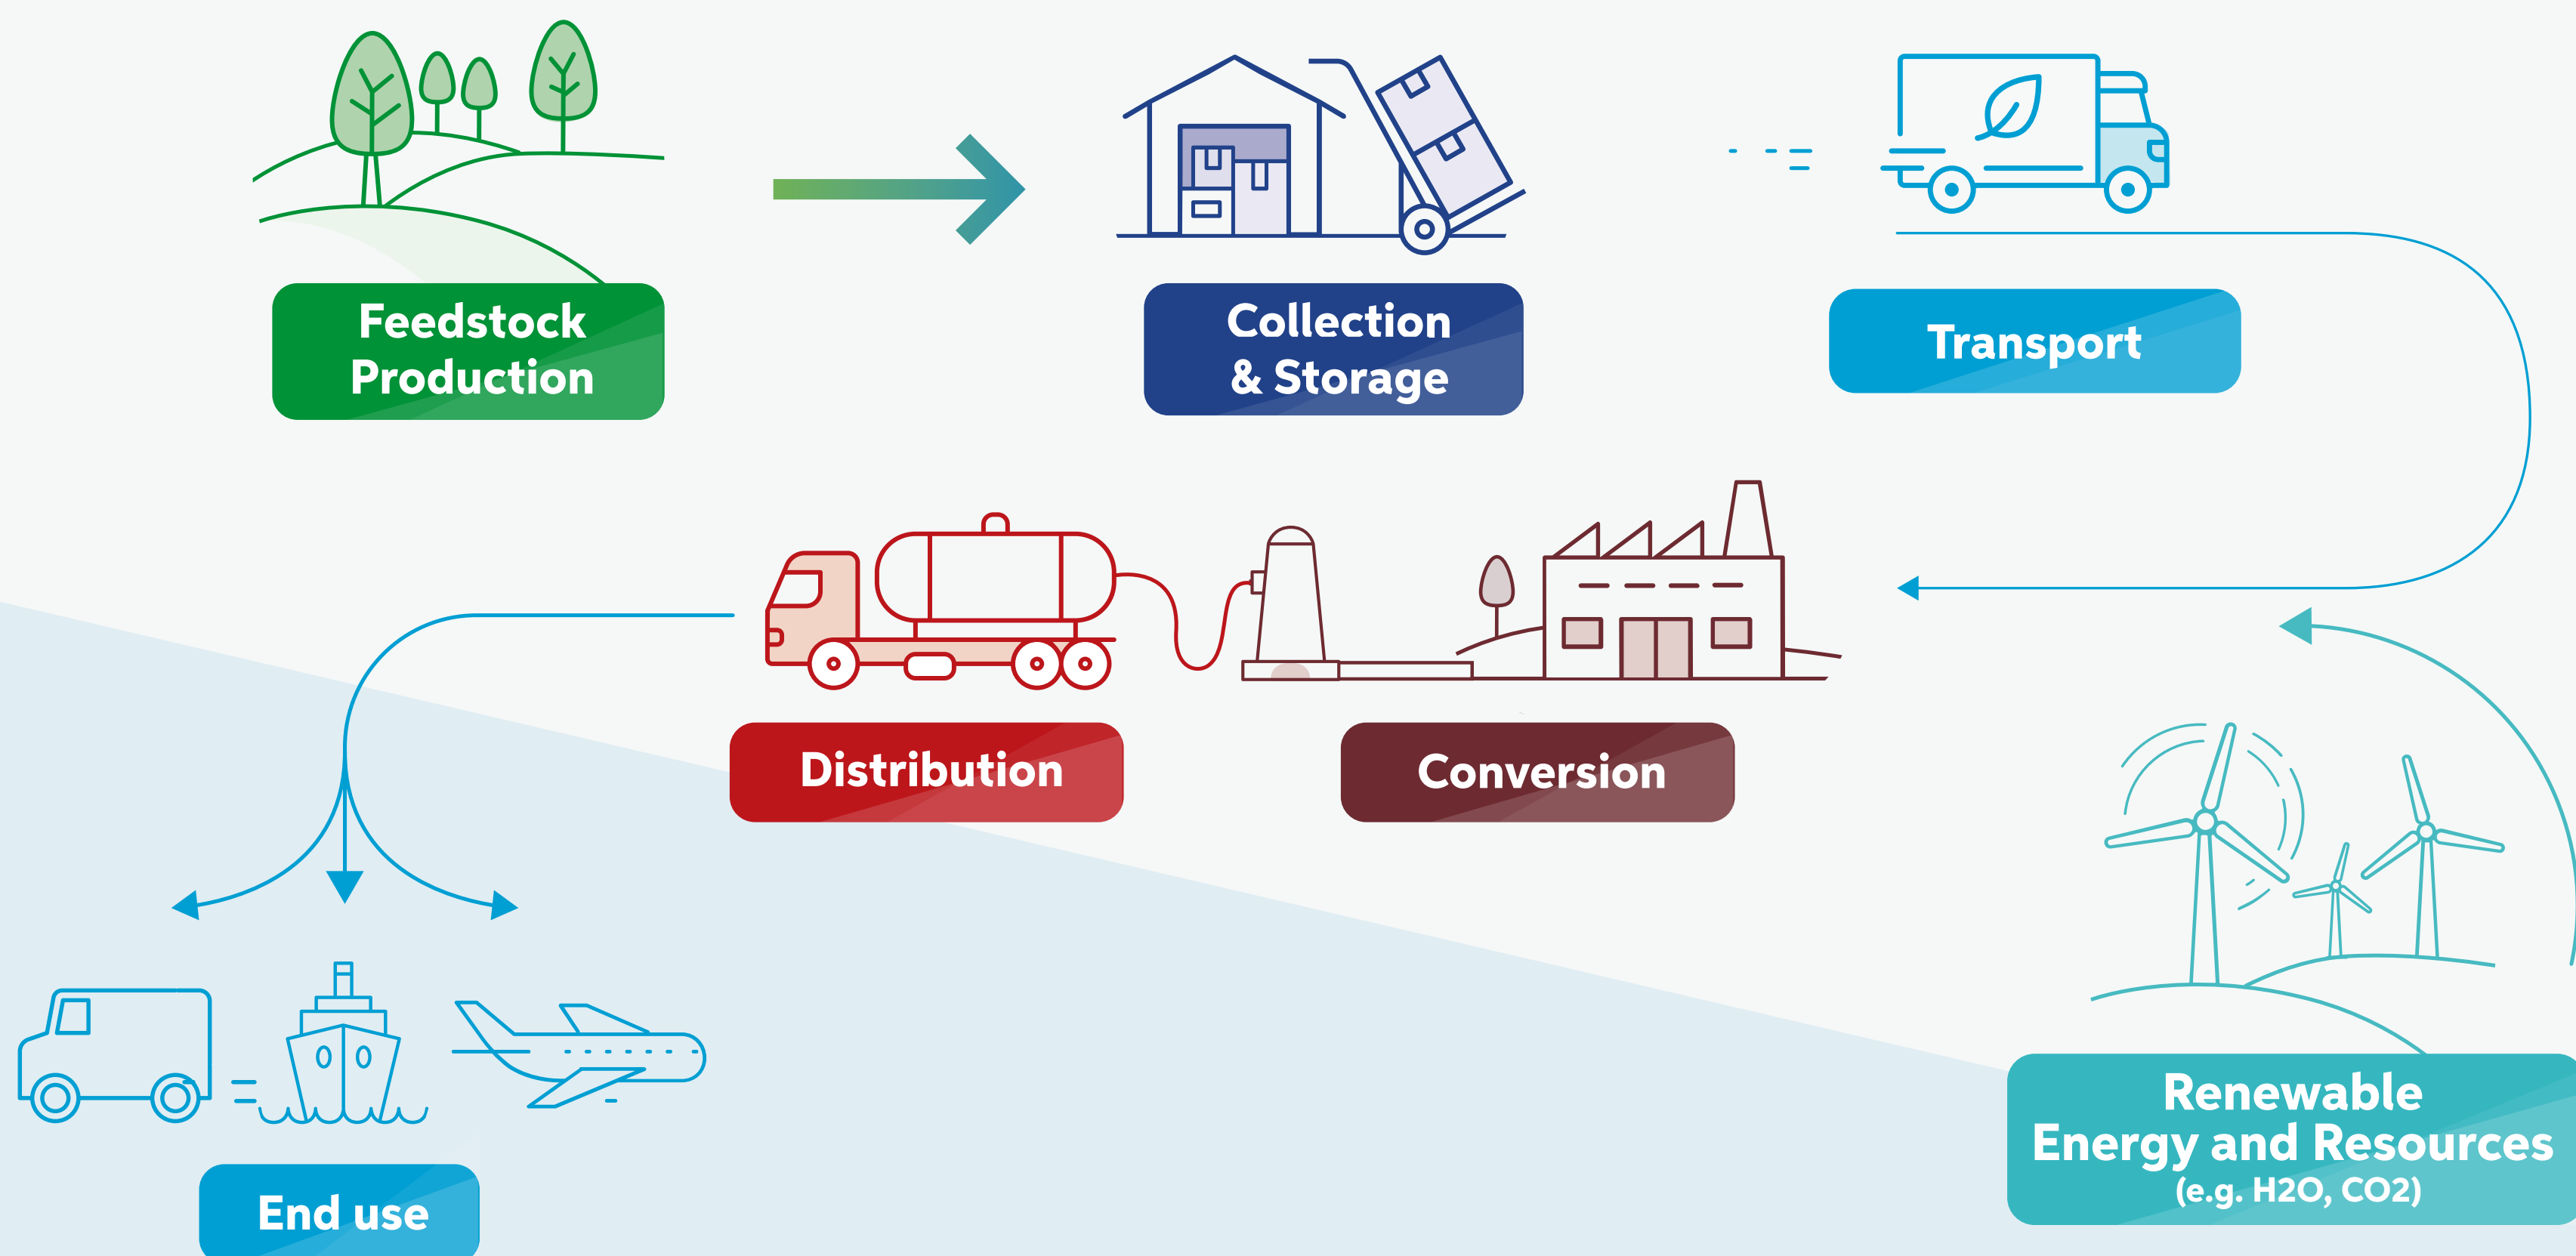 Feedstock
Production
Collection
& Storage
Transport
Distribution
Conversion
Renewable
Energy and Resources
(e.g. H2O, CO2)
End use